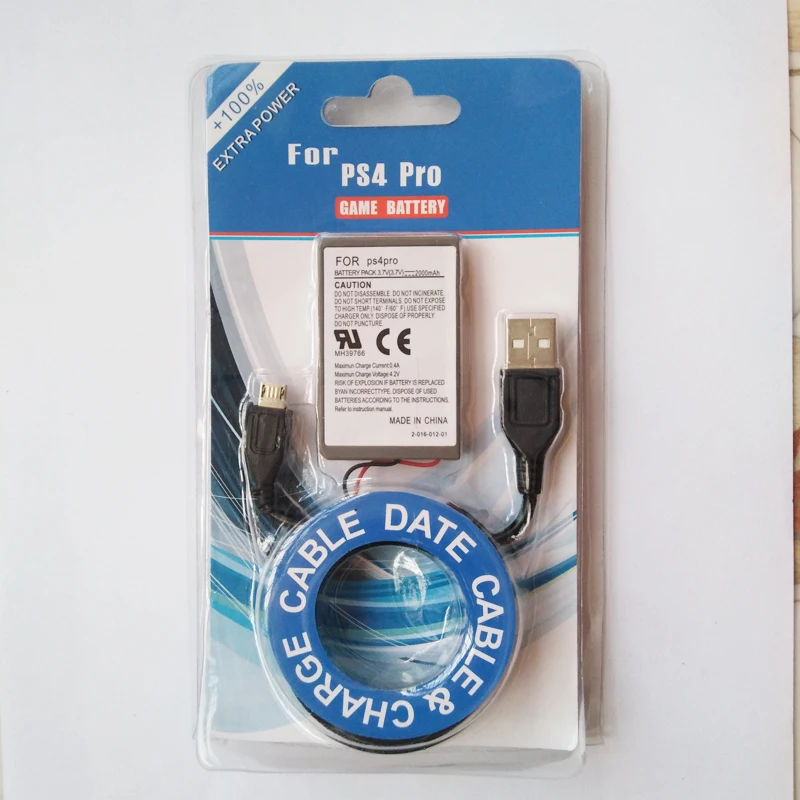 +100%
EXTRA POWER
For
PS4 Pro
GAME BATTERY
FOR ps4pro
BATTERY PACK 3.7V(3.7V)⎓2000mAh
CAUTION
DO NOT DISASSEMBLE. DO NOT INCINERATE.
DO NOT SHORT TERMINALS. DO NOT EXPOSE
TO HIGH TEMP (140°F/60°F) USE SPECIFIED
CHARGER ONLY. DISPOSE OF PROPERLY.
DO NOT PUNCTURE.
MH39766
CE
Maximun Charge Current:0.4A
Maximun Charge Voltage:4.2V
RISK OF EXPLOSION IF BATTERY IS REPLACED
BYAN INCORRECTTYPE. DISPOSE OF USED
BATTERIES ACCORDING TO THE INSTRUCTIONS.
Refer to instruction manual.
MADE IN CHINA
2-016-012-01
DATE CABLE & CHARGE CABLE